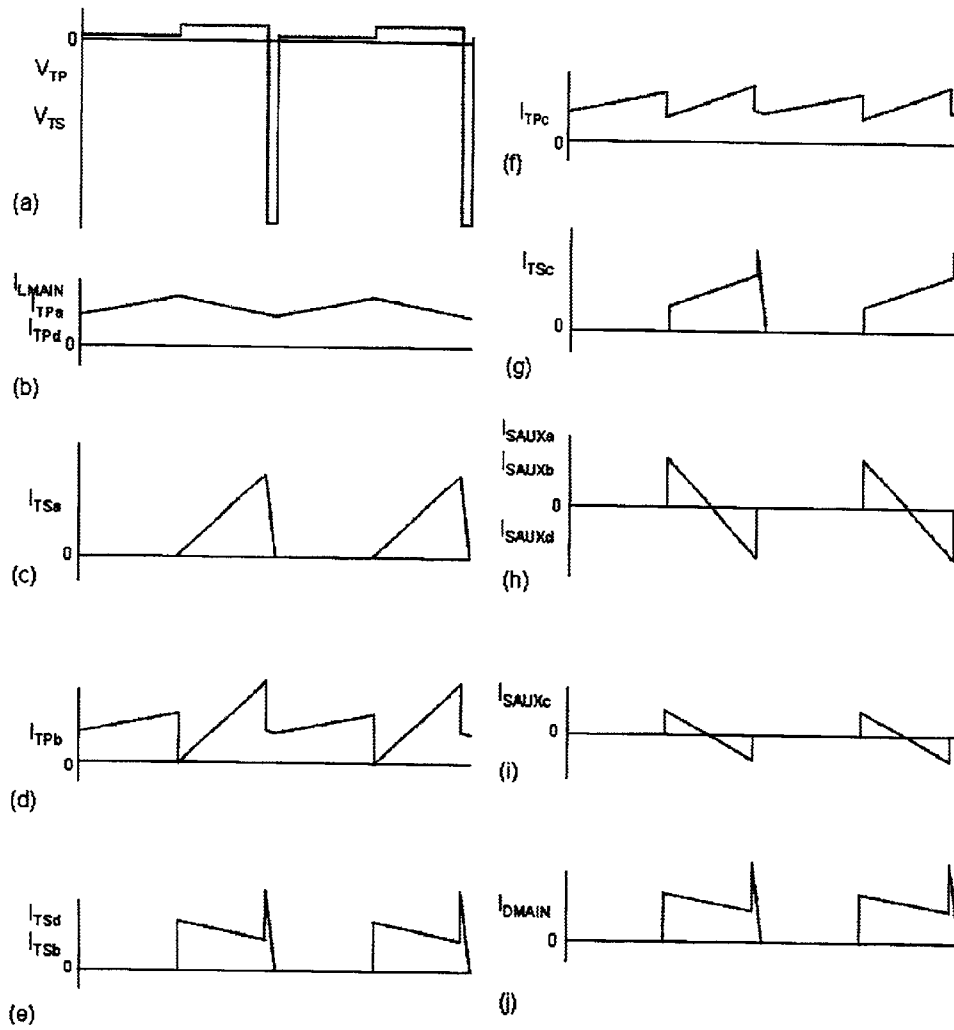 0
V_TP
V_TS
(a)
I_LMAIN
I_TPa
I_TPd
0
(b)
I_TSa
0
(c)
I_TPb
0
(d)
I_TSd
I_TSb
0
(e)
I_TPc
0
(f)
I_TSc
0
(g)
I_SAUXa
I_SAUXb
0
I_SAUXd
(h)
I_SAUXc
0
(i)
I_DMAIN
0
(j)